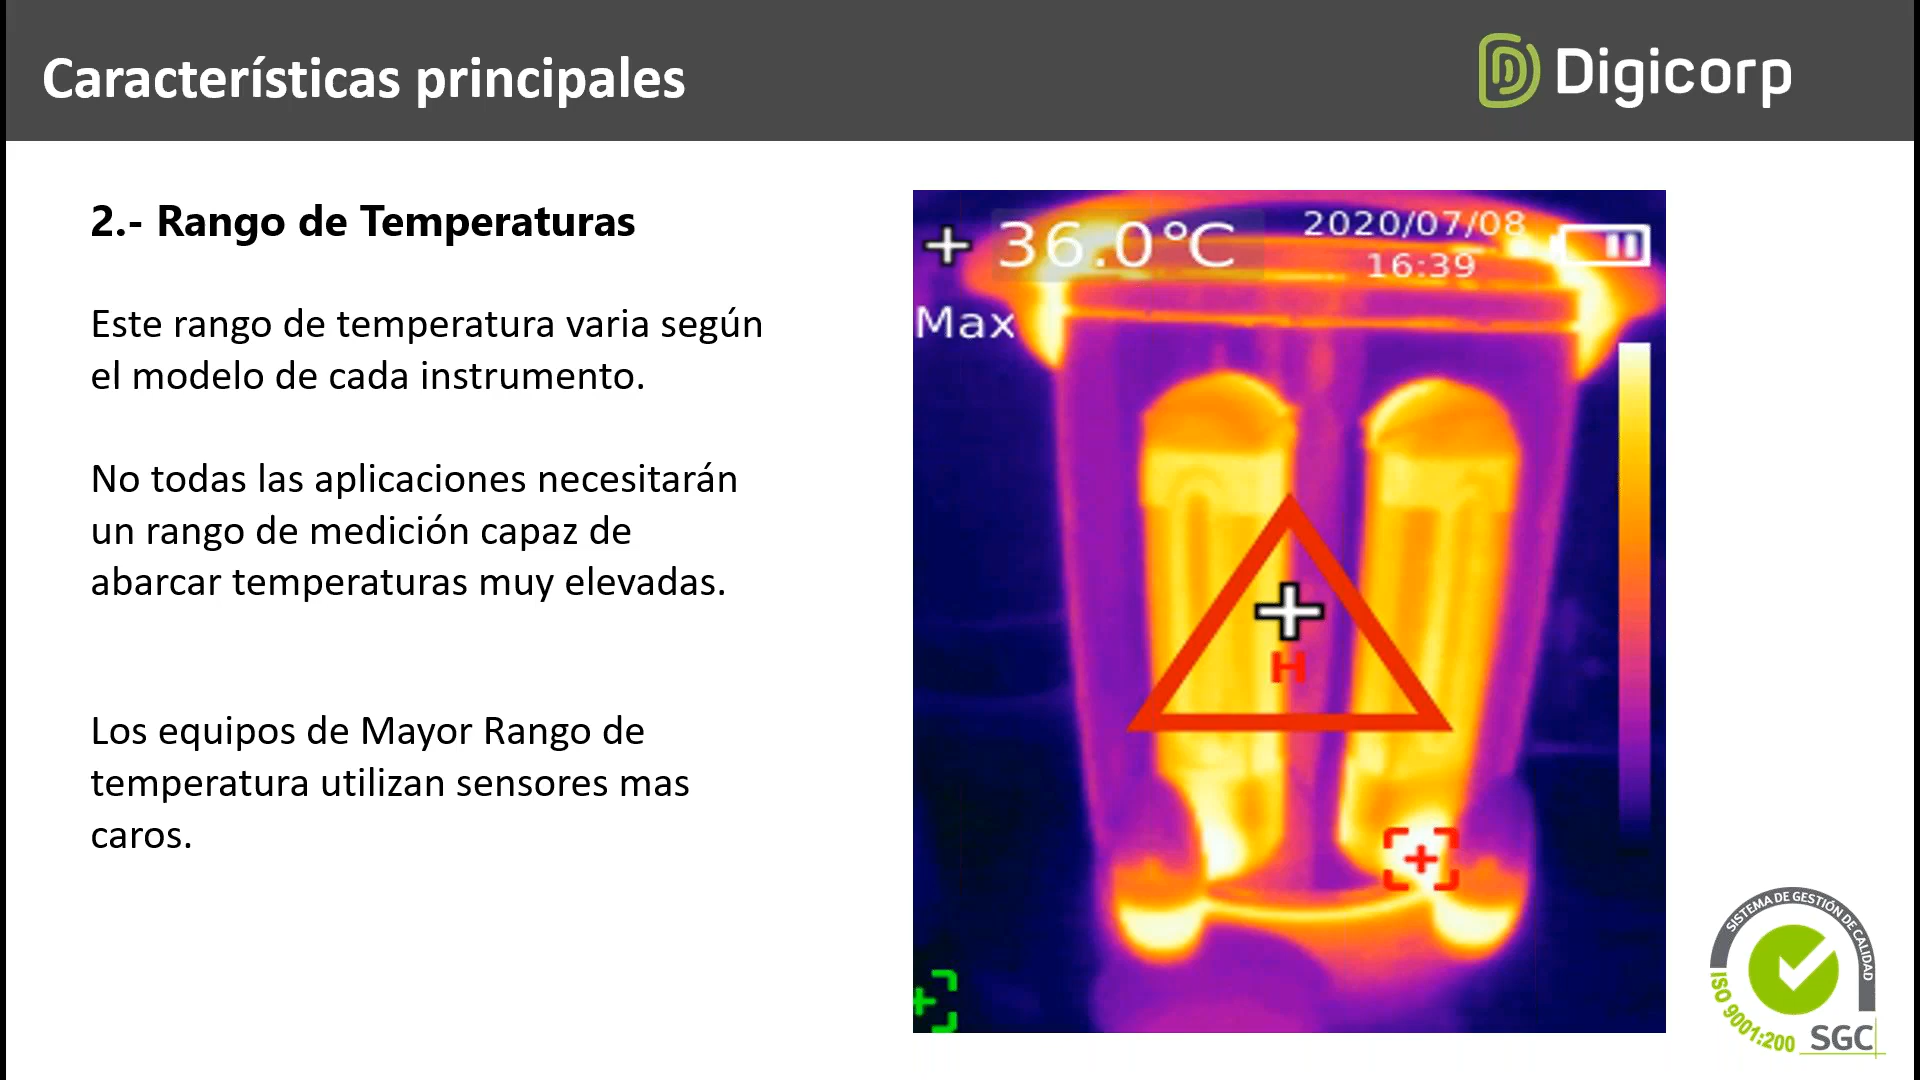 Características principales
Digicorp
2.- Rango de Temperaturas
Este rango de temperatura varia según
el modelo de cada instrumento.
No todas las aplicaciones necesitarán
un rango de medición capaz de
abarcar temperaturas muy elevadas.
Los equipos de Mayor Rango de
temperatura utilizan sensores mas
caros.
36.0°C
2020/07/08
16:39
Max
H
SISTEMA DE GESTIÓN DE CALIDAD
ISO 9001:200
SGC